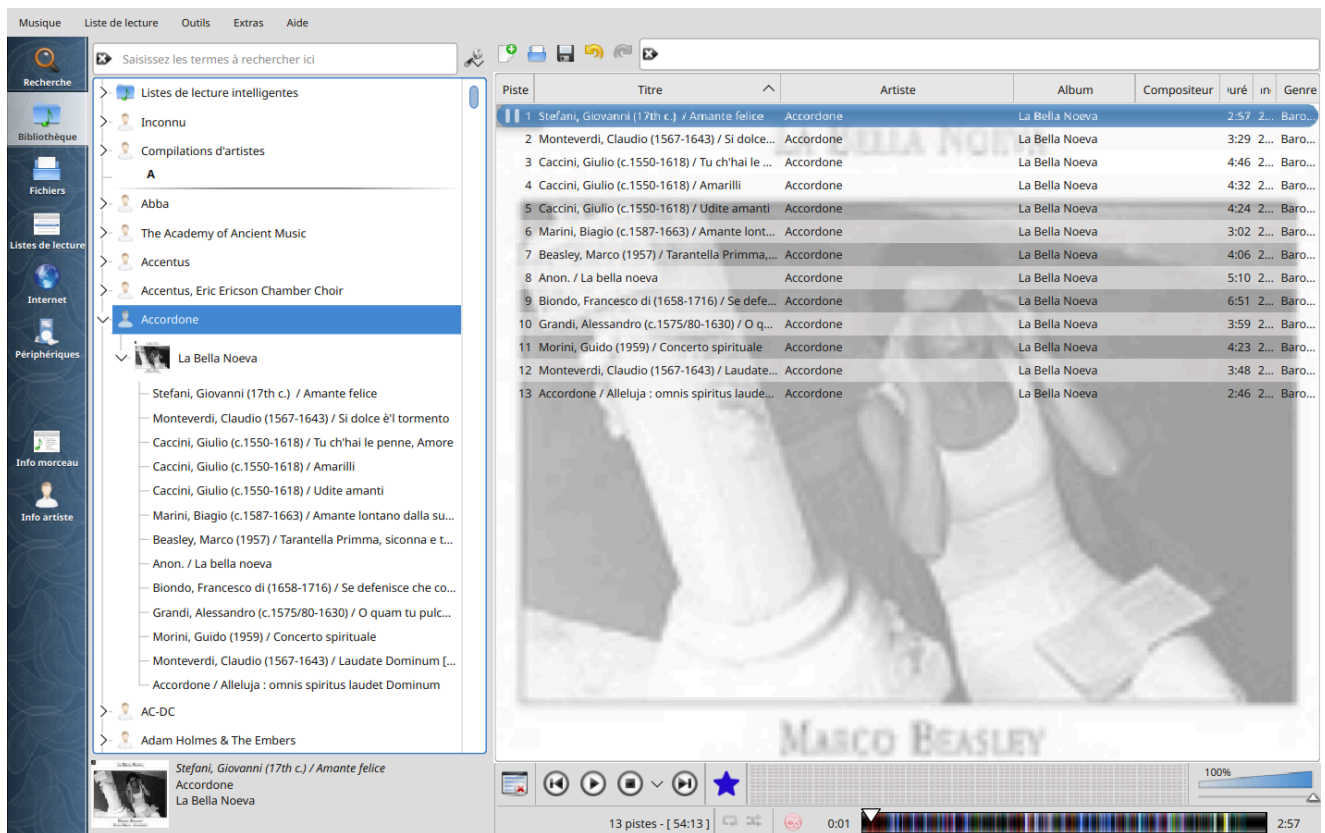 Musique Liste de lecture Outils Extras Aide
Recherche
Bibliothèque
Fichiers
Listes de lecture
Internet
Périphériques
Info morceau
Info artiste
Saisissez les termes à rechercher ici
Listes de lecture intelligentes
Inconnu
Compilations d'artistes
A
Abba
The Academy of Ancient Music
Accentus
Accentus, Eric Ericson Chamber Choir
Accordone
La Bella Noeva
Stefani, Giovanni (17th c.) / Amante felice
Monteverdi, Claudio (1567-1643) / Si dolce è'l tormento
Caccini, Giulio (c.1550-1618) / Tu ch'hai le penne, Amore
Caccini, Giulio (c.1550-1618) / Amarilli
Caccini, Giulio (c.1550-1618) / Udite amanti
Marini, Biagio (c.1587-1663) / Amante lontano dalla su...
Beasley, Marco (1957) / Tarantella Primma, siconna e t...
Anon. / La bella noeva
Biondo, Francesco di (1658-1716) / Se defenisce che co...
Grandi, Alessandro (c.1575/80-1630) / O quam tu pulc...
Morini, Guido (1959) / Concerto spirituale
Monteverdi, Claudio (1567-1643) / Laudate Dominum [...
Accordone / Alleluja : omnis spiritus laudet Dominum
AC-DC
Adam Holmes & The Embers
Stefani, Giovanni (17th c.) / Amante felice
Accordone
La Bella Noeva
Piste Titre Artiste Album Compositeur uré in Genre
1 Stefani, Giovanni (17th c.) / Amante felice Accordone La Bella Noeva 2:57 2... Baro...
2 Monteverdi, Claudio (1567-1643) / Si dolce... Accordone La Bella Noeva 3:29 2... Baro...
3 Caccini, Giulio (c.1550-1618) / Tu ch'hai le ... Accordone La Bella Noeva 4:46 2... Baro...
4 Caccini, Giulio (c.1550-1618) / Amarilli Accordone La Bella Noeva 4:32 2... Baro...
5 Caccini, Giulio (c.1550-1618) / Udite amanti Accordone La Bella Noeva 4:24 2... Baro...
6 Marini, Biagio (c.1587-1663) / Amante lont... Accordone La Bella Noeva 3:02 2... Baro...
7 Beasley, Marco (1957) / Tarantella Primma,... Accordone La Bella Noeva 4:06 2... Baro...
8 Anon. / La bella noeva Accordone La Bella Noeva 5:10 2... Baro...
9 Biondo, Francesco di (1658-1716) / Se defe... Accordone La Bella Noeva 6:51 2... Baro...
10 Grandi, Alessandro (c.1575/80-1630) / O q... Accordone La Bella Noeva 3:59 2... Baro...
11 Morini, Guido (1959) / Concerto spirituale Accordone La Bella Noeva 4:23 2... Baro...
12 Monteverdi, Claudio (1567-1643) / Laudate... Accordone La Bella Noeva 3:48 2... Baro...
13 Accordone / Alleluja : omnis spiritus laude... Accordone La Bella Noeva 2:46 2... Baro...
LA BELLA NOEVA
MARCO BEASLEY
100%
13 pistes - [ 54:13 ] 0:01 2:57